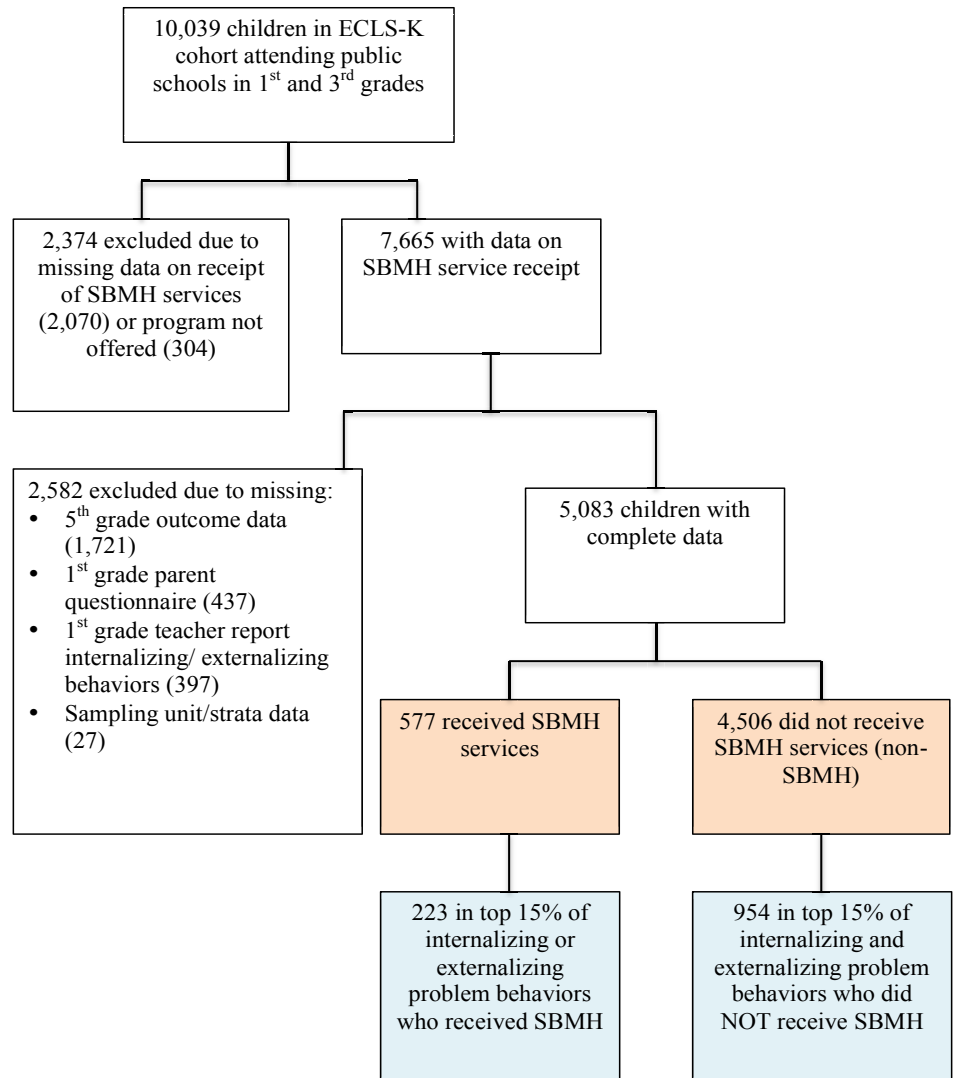 10,039 children in ECLS-K
cohort attending public
schools in 1st and 3rd grades
2,374 excluded due to
missing data on receipt
of SBMH services
(2,070) or program not
offered (304)
7,665 with data on
SBMH service receipt
2,582 excluded due to missing:
• 5th grade outcome data
(1,721)
• 1st grade parent
questionnaire (437)
• 1st grade teacher report
internalizing/ externalizing
behaviors (397)
• Sampling unit/strata data
(27)
5,083 children with
complete data
577 received SBMH
services
4,506 did not receive
SBMH services (non-
SBMH)
223 in top 15% of
internalizing or
externalizing
problem behaviors
who received SBMH
954 in top 15% of
internalizing and
externalizing problem
behaviors who did
NOT receive SBMH